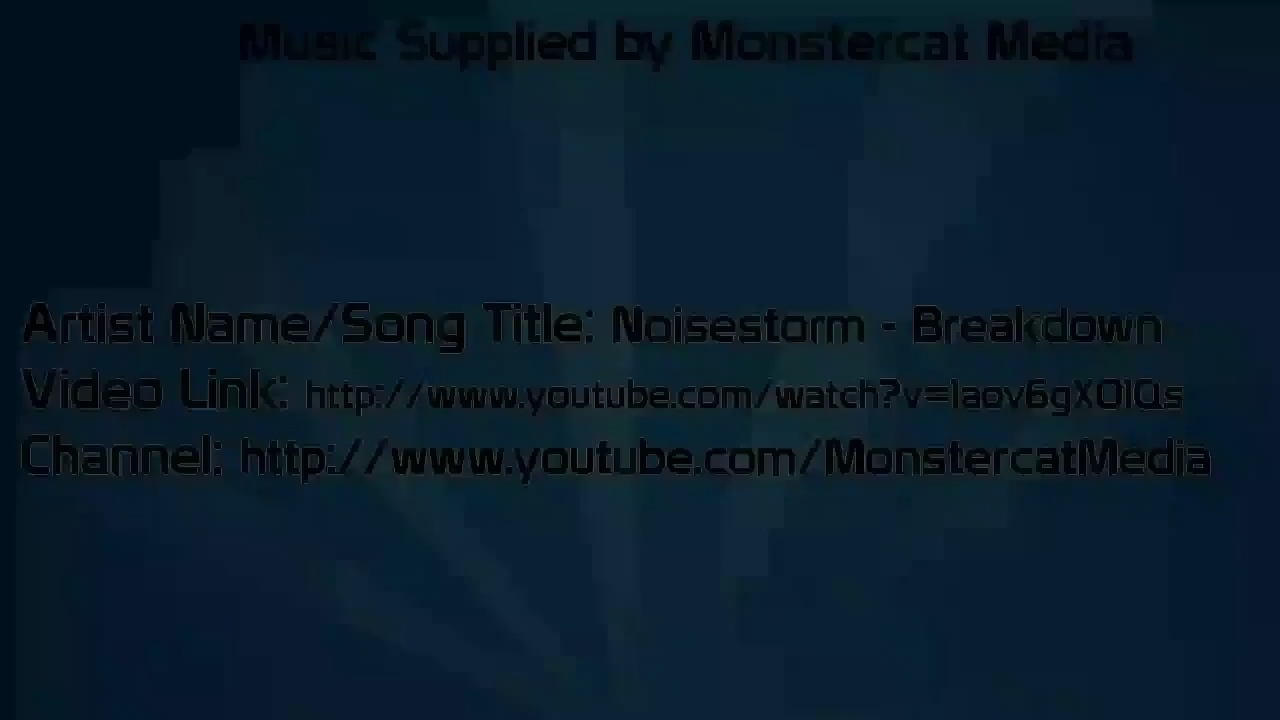 Music Supplied by Monstercat Media
Artist Name/Song Title: Noisestorm - Breakdown
Video Link: http://www.youtube.com/watch?v=laov6gXO1Qs
Channel: http://www.youtube.com/MonstercatMedia